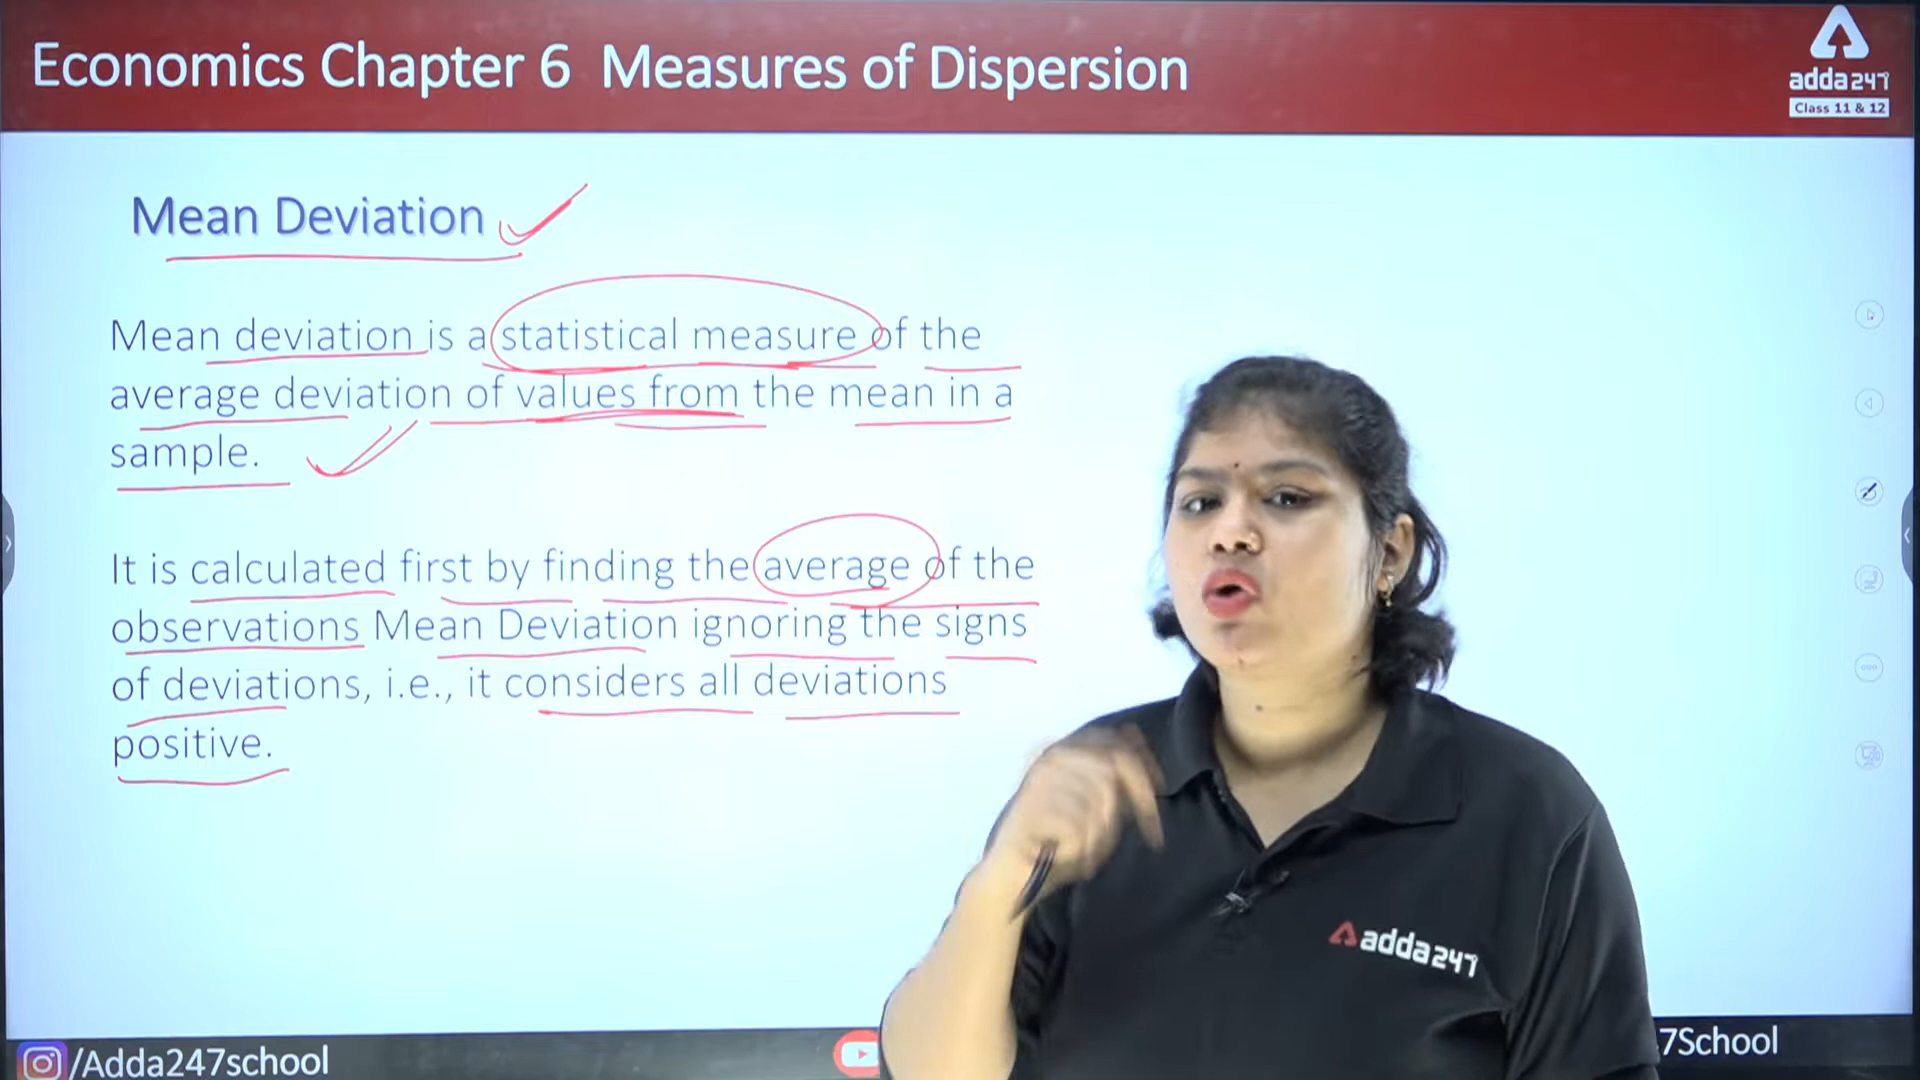 Economics Chapter 6 Measures of Dispersion
adda247
Class 11 & 12
Mean Deviation
Mean deviation is a statistical measure of the
average deviation of values from the mean in a
sample.
It is calculated first by finding the average of the
observations Mean Deviation ignoring the signs
of deviations, i.e., it considers all deviations
positive.
adda247
/Adda247school
7School